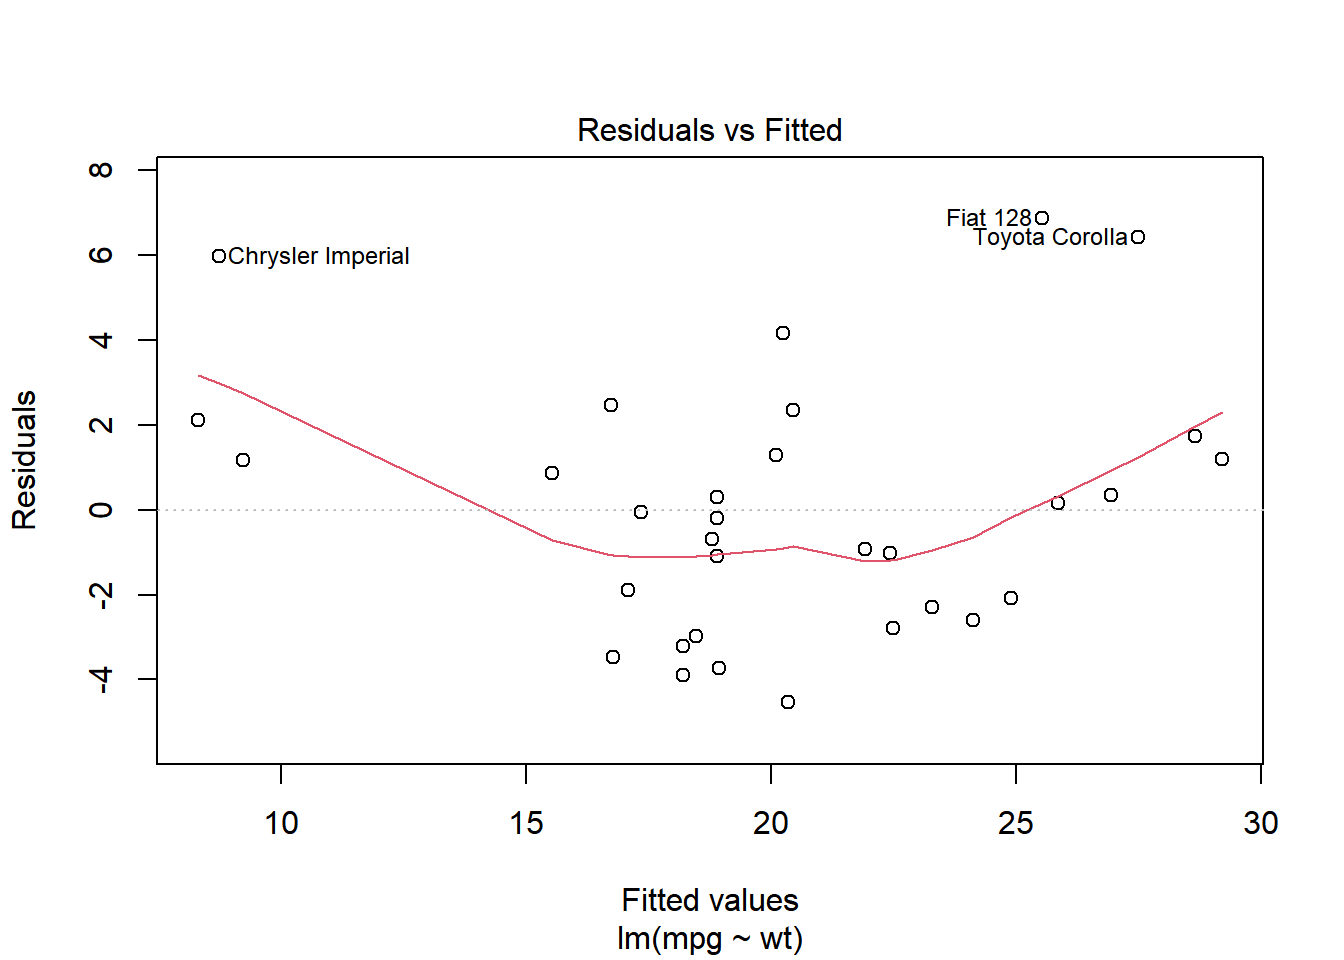 Residuals vs Fitted
8
6
4
2
0
-2
-4
Residuals
Fiat 128
Toyota Corolla
Chrysler Imperial
10 15 20 25 30
Fitted values
lm(mpg ~ wt)